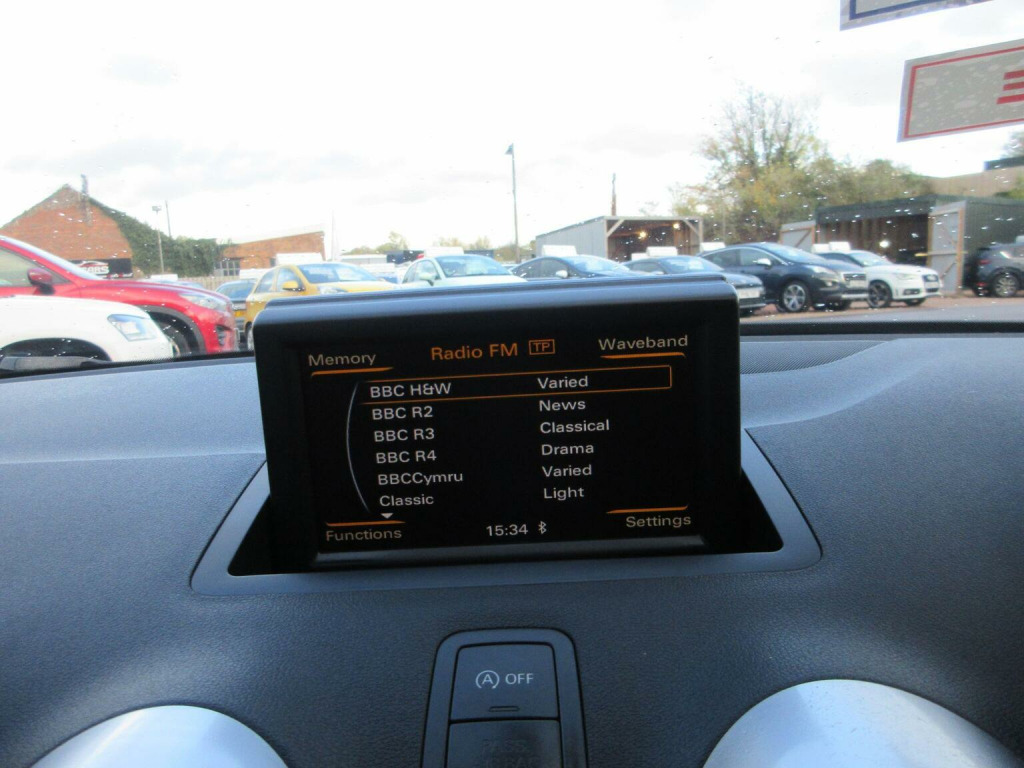 Memory Radio FM TP Waveband
BBC H&W Varied
BBC R2 News
BBC R3 Classical
BBC R4 Drama
BBCCymru Varied
Classic Light
Functions 15:34 Settings
A OFF